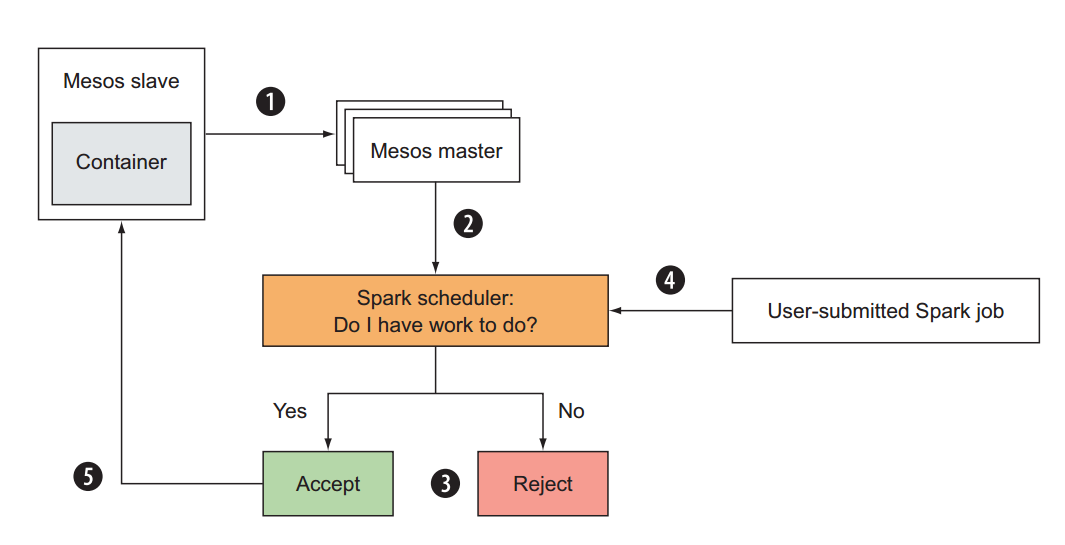 Mesos slave
Container
1
Mesos master
2
Spark scheduler:
Do I have work to do?
4
User-submitted Spark job
Yes
No
5
Accept
3
Reject